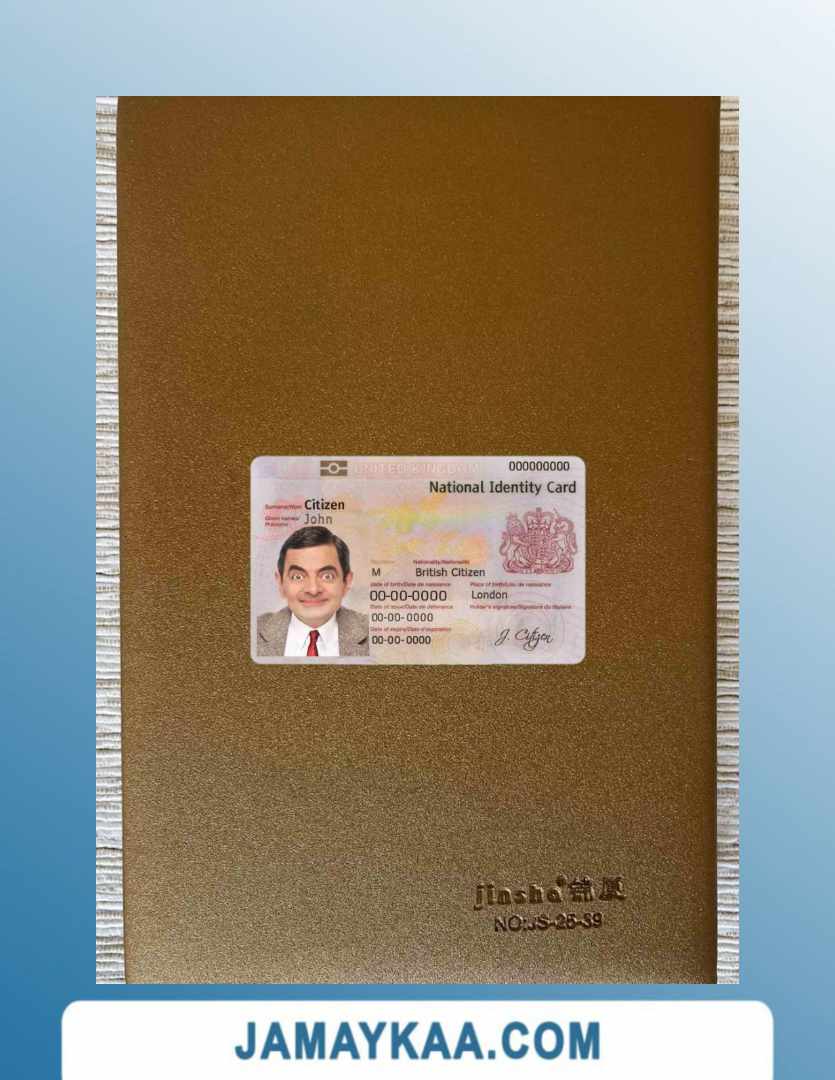 UNITED KINGDOM
000000000
National Identity Card
Surname/Nom Citizen
Given names/ Prénoms John
Nationality/Nationalité
M British Citizen
Date of birth/Date de naissance Place of birth/Lieu de naissance
00-00-0000 London
Date of issue/Date de délivrance Holder's signature/Signature du titulaire
00-00-0000
Date of expiry/Date d'expiration
00-00-0000
J. Citizen
jinsha
NO:JS-25-39
JAMAYKAA.COM